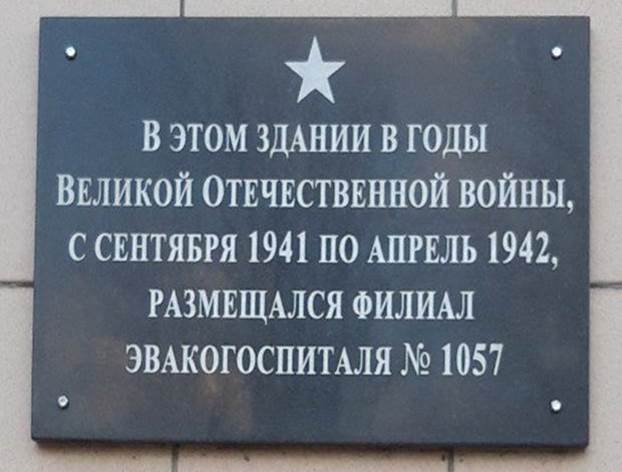 В ЭТОМ ЗДАНИИ В ГОДЫ
ВЕЛИКОЙ ОТЕЧЕСТВЕННОЙ ВОЙНЫ,
С СЕНТЯБРЯ 1941 ПО АПРЕЛЬ 1942,
РАЗМЕЩАЛСЯ ФИЛИАЛ
ЭВАКОГОСПИТАЛЯ № 1057